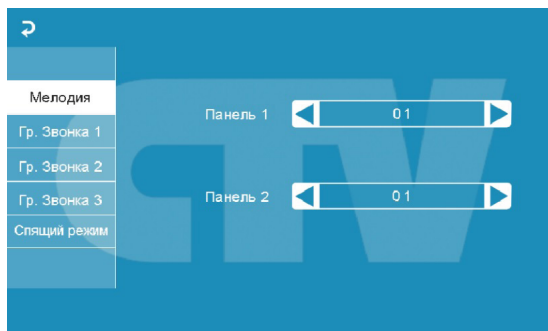 Мелодия
Гр. Звонка 1
Гр. Звонка 2
Гр. Звонка 3
Спящий режим
Панель 1
01
Панель 2
01
CTV